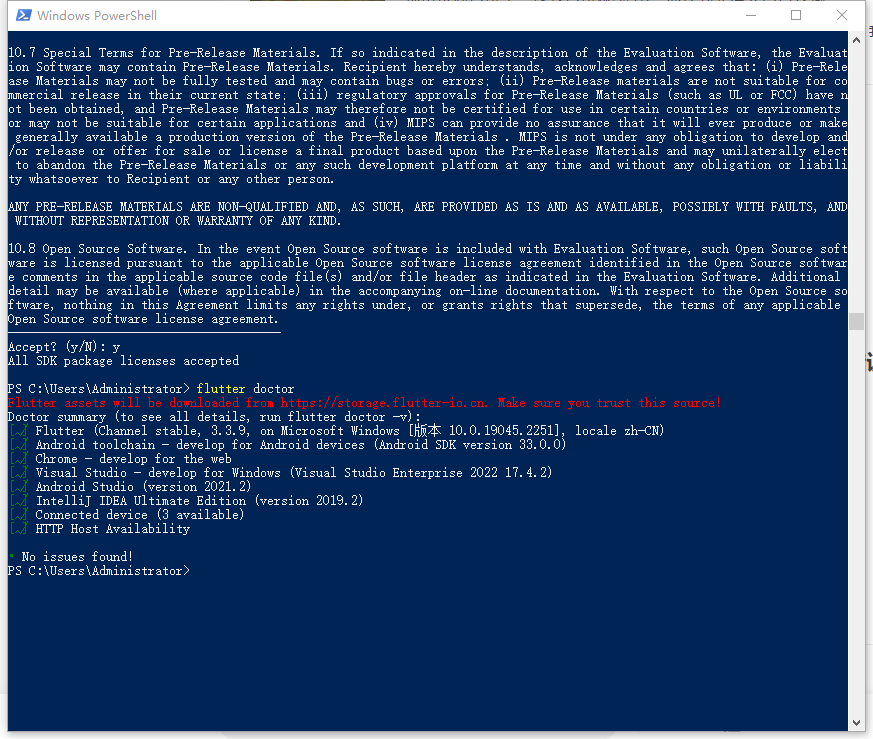 Windows PowerShell
10.7 Special Terms for Pre-Release Materials. If so indicated in the description of the Evaluation Software, the Evaluat
ion Software may contain Pre-Release Materials. Recipient hereby understands, acknowledges and agrees that: (i) Pre-Rele
ase Materials may not be fully tested and may contain bugs or errors; (ii) Pre-Release materials are not suitable for co
mmercial release in their current state; (iii) regulatory approvals for Pre-Release Materials (such as UL or FCC) have n
ot been obtained, and Pre-Release Materials may therefore not be certified for use in certain countries or environments
or may not be suitable for certain applications and (iv) MIPS can provide no assurance that it will ever produce or make
generally available a production version of the Pre-Release Materials . MIPS is not under any obligation to develop and
/or release or offer for sale or license a final product based upon the Pre-Release Materials and may unilaterally elect
to abandon the Pre-Release Materials or any such development platform at any time and without any obligation or liabili
ty whatsoever to Recipient or any other person.
ANY PRE-RELEASE MATERIALS ARE NON-QUALIFIED AND, AS SUCH, ARE PROVIDED AS IS AND AS AVAILABLE, POSSIBLY WITH FAULTS, AND
WITHOUT REPRESENTATION OR WARRANTY OF ANY KIND.
10.8 Open Source Software. In the event Open Source software is included with Evaluation Software, such Open Source soft
ware is licensed pursuant to the applicable Open Source software license agreement identified in the Open Source softwar
e comments in the applicable source code file(s) and/or file header as indicated in the Evaluation Software. Additional
detail may be available (where applicable) in the accompanying on-line documentation. With respect to the Open Source so
ftware, nothing in this Agreement limits any rights under, or grants rights that supersede, the terms of any applicable
Open Source software license agreement.
Accept? (y/N): y
All SDK package licenses accepted
PS C:\Users\Administrator> flutter doctor
Flutter assets will be downloaded from https://storage.flutter-io.cn. Make sure you trust this source!
Doctor summary (to see all details, run flutter doctor -v):
[√] Flutter (Channel stable, 3.3.9, on Microsoft Windows [版本 10.0.19045.2251], locale zh-CN)
[√] Android toolchain - develop for Android devices (Android SDK version 33.0.0)
[√] Chrome - develop for the web
[√] Visual Studio - develop for Windows (Visual Studio Enterprise 2022 17.4.2)
[√] Android Studio (version 2021.2)
[√] IntelliJ IDEA Ultimate Edition (version 2019.2)
[√] Connected device (3 available)
[√] HTTP Host Availability
• No issues found!
PS C:\Users\Administrator>